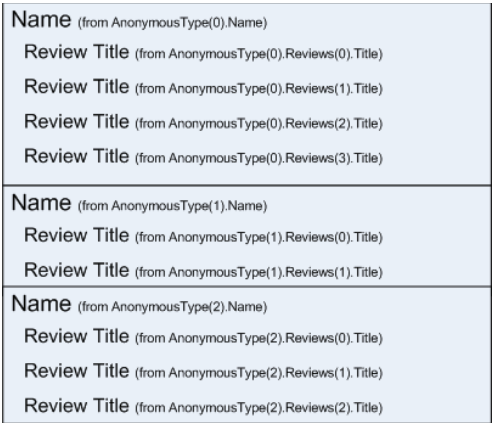 Name (from AnonymousType(0).Name)
Review Title (from AnonymousType(0).Reviews(0).Title)
Review Title (from AnonymousType(0).Reviews(1).Title)
Review Title (from AnonymousType(0).Reviews(2).Title)
Review Title (from AnonymousType(0).Reviews(3).Title)
Name (from AnonymousType(1).Name)
Review Title (from AnonymousType(1).Reviews(0).Title)
Review Title (from AnonymousType(1).Reviews(1).Title)
Name (from AnonymousType(2).Name)
Review Title (from AnonymousType(2).Reviews(0).Title)
Review Title (from AnonymousType(2).Reviews(1).Title)
Review Title (from AnonymousType(2).Reviews(2).Title)